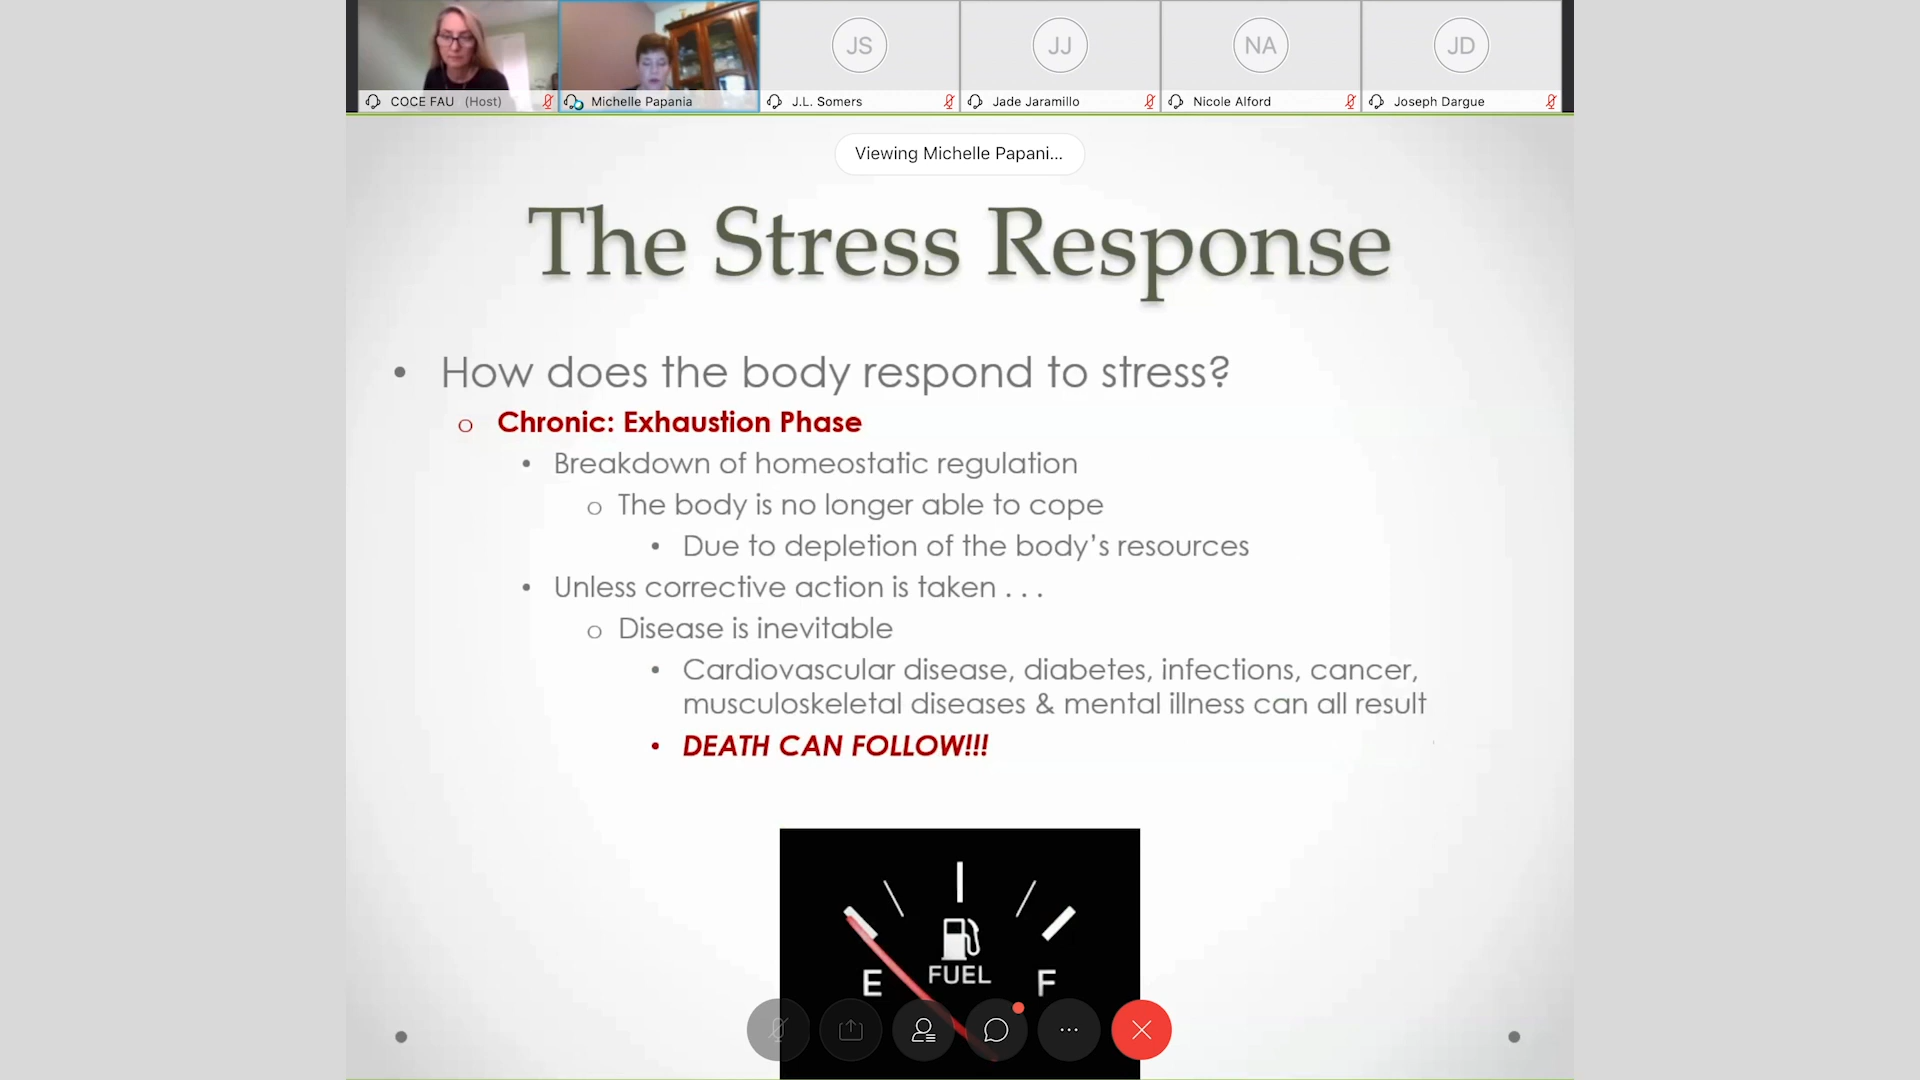 JS
JJ
NA
JD
COCE FAU (Host)
Michelle Papania
J.L. Somers
Jade Jaramillo
Nicole Alford
Joseph Dargue
Viewing Michelle Papani...
The Stress Response
• How does the body respond to stress?
o Chronic: Exhaustion Phase
• Breakdown of homeostatic regulation
o The body is no longer able to cope
• Due to depletion of the body’s resources
• Unless corrective action is taken . . .
o Disease is inevitable
• Cardiovascular disease, diabetes, infections, cancer,
musculoskeletal diseases & mental illness can all result
• DEATH CAN FOLLOW!!!
FUEL
E F